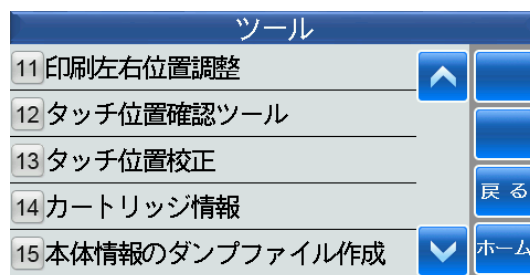 ツール
11 印刷左右位置調整
12 タッチ位置確認ツール
13 タッチ位置校正
戻る
14 カートリッジ情報
15 本体情報のダンプファイル作成
ホーム